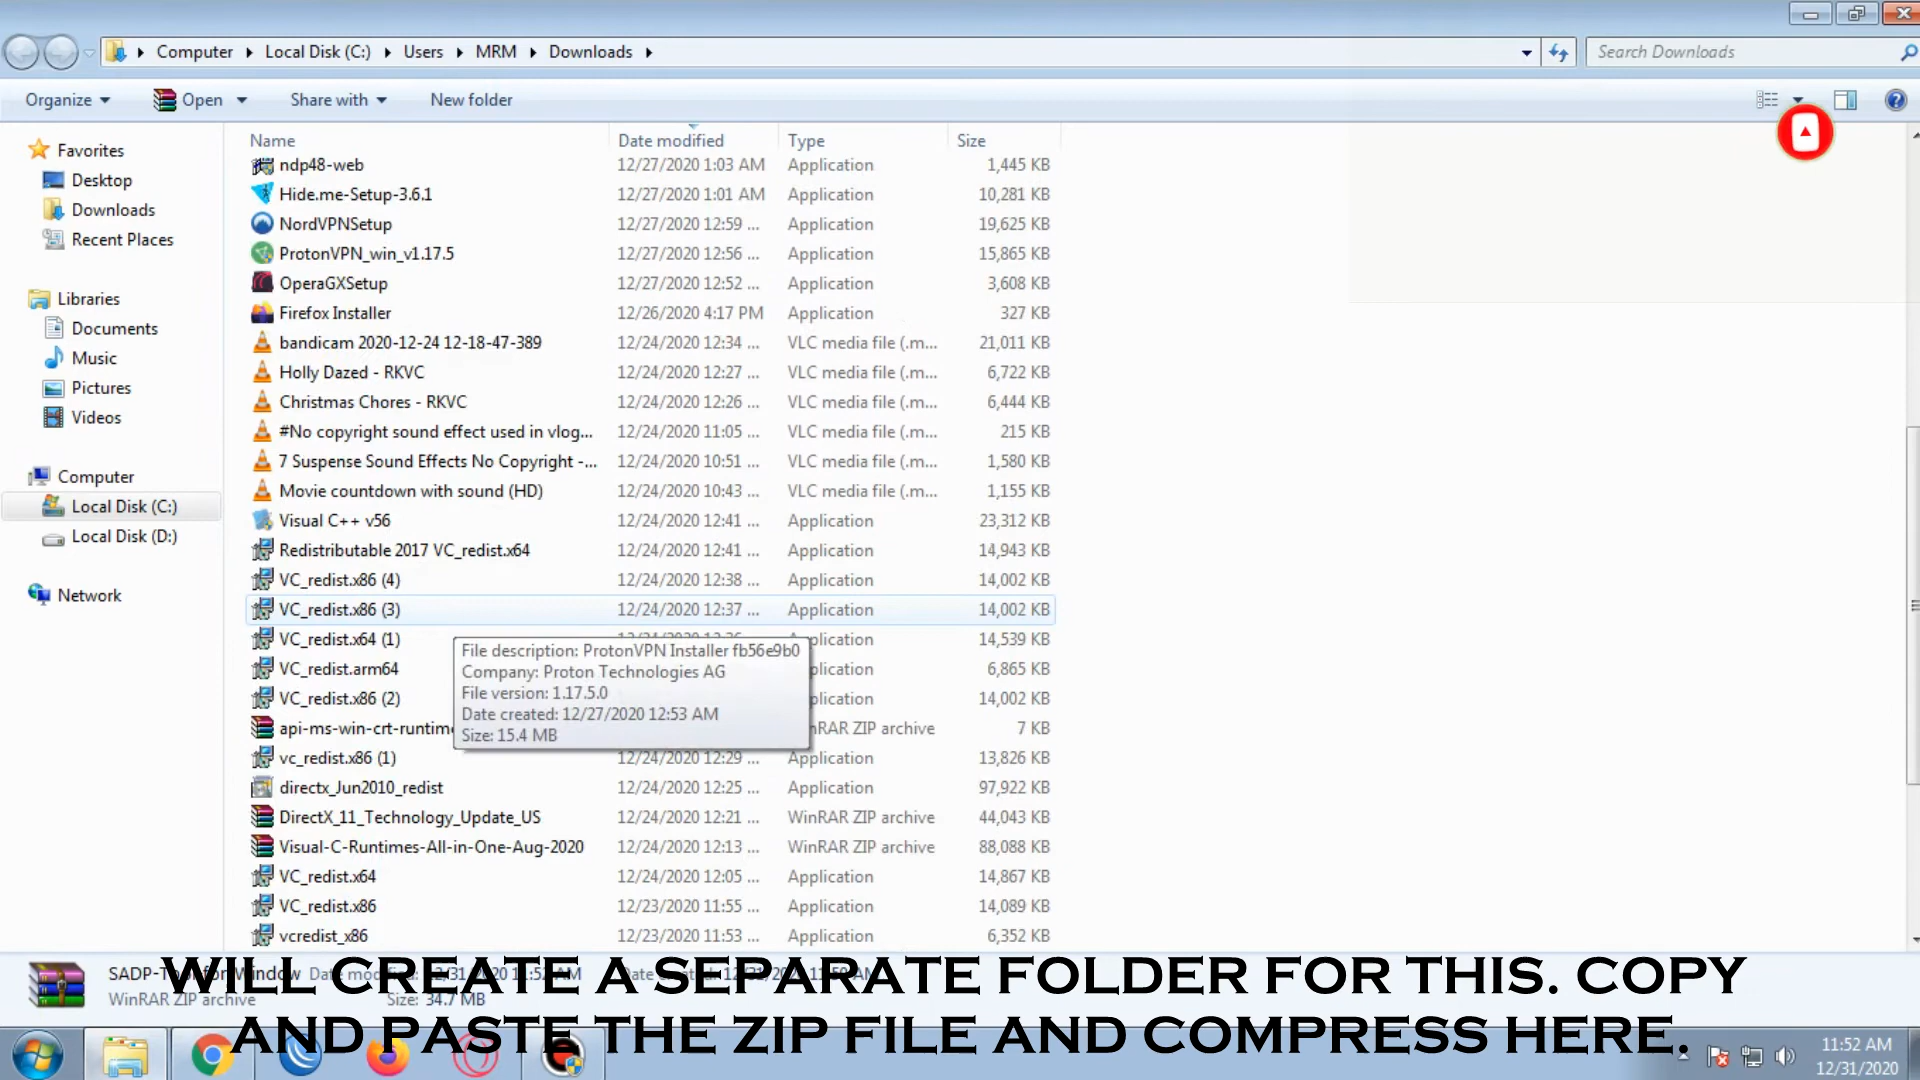 Computer Local Disk (C:) Users MRM Downloads
Search Downloads
Organize Open Share with New folder
Favorites
Desktop
Downloads
Recent Places
Libraries
Documents
Music
Pictures
Videos
Computer
Local Disk (C:)
Local Disk (D:)
Network
Name Date modified Type Size
ndp48-web 12/27/2020 1:03 AM Application 1,445 KB
Hide.me-Setup-3.6.1 12/27/2020 1:01 AM Application 10,281 KB
NordVPNSetup 12/27/2020 12:59 ... Application 19,625 KB
ProtonVPN_win_v1.17.5 12/27/2020 12:56 ... Application 15,865 KB
OperaGXSetup 12/27/2020 12:52 ... Application 3,608 KB
Firefox Installer 12/26/2020 4:17 PM Application 327 KB
bandicam 2020-12-24 12-18-47-389 12/24/2020 12:34 ... VLC media file (.m... 21,011 KB
Holly Dazed - RKVC 12/24/2020 12:27 ... VLC media file (.m... 6,722 KB
Christmas Chores - RKVC 12/24/2020 12:26 ... VLC media file (.m... 6,444 KB
#No copyright sound effect used in vlog... 12/24/2020 11:05 ... VLC media file (.m... 215 KB
7 Suspense Sound Effects No Copyright -... 12/24/2020 10:51 ... VLC media file (.m... 1,580 KB
Movie countdown with sound (HD) 12/24/2020 10:43 ... VLC media file (.m... 1,155 KB
Visual C++ v56 12/24/2020 12:41 ... Application 23,312 KB
Redistributable 2017 VC_redist.x64 12/24/2020 12:41 ... Application 14,943 KB
VC_redist.x86 (4) 12/24/2020 12:38 ... Application 14,002 KB
VC_redist.x86 (3) 12/24/2020 12:37 ... Application 14,002 KB
VC_redist.x64 (1) Application 14,539 KB
VC_redist.arm64 6,865 KB
VC_redist.x86 (2) 14,002 KB
api-ms-win-crt-runtime 7 KB
vc_redist.x86 (1) 12/24/2020 12:29 ... Application 13,826 KB
directx_Jun2010_redist 12/24/2020 12:25 ... Application 97,922 KB
DirectX_11_Technology_Update_US 12/24/2020 12:21 ... WinRAR ZIP archive 44,043 KB
Visual-C-Runtimes-All-in-One-Aug-2020 12/24/2020 12:13 ... WinRAR ZIP archive 88,088 KB
VC_redist.x64 12/24/2020 12:05 ... Application 14,867 KB
VC_redist.x86 12/23/2020 11:55 ... Application 14,089 KB
vcredist_x86 12/23/2020 11:53 ... Application 6,352 KB
File description: ProtonVPN Installer fb56e9b0
Company: Proton Technologies AG
File version: 1.17.5.0
Date created: 12/27/2020 12:53 AM
Size: 15.4 MB
SADP-Tool-for-Window Date modified: 12/31/2020 11:52 AM Date created:
WinRAR ZIP archive Size: 34.7 MB
WILL CREATE A SEPARATE FOLDER FOR THIS. COPY
AND PASTE THE ZIP FILE AND COMPRESS HERE.
11:52 AM
12/31/2020